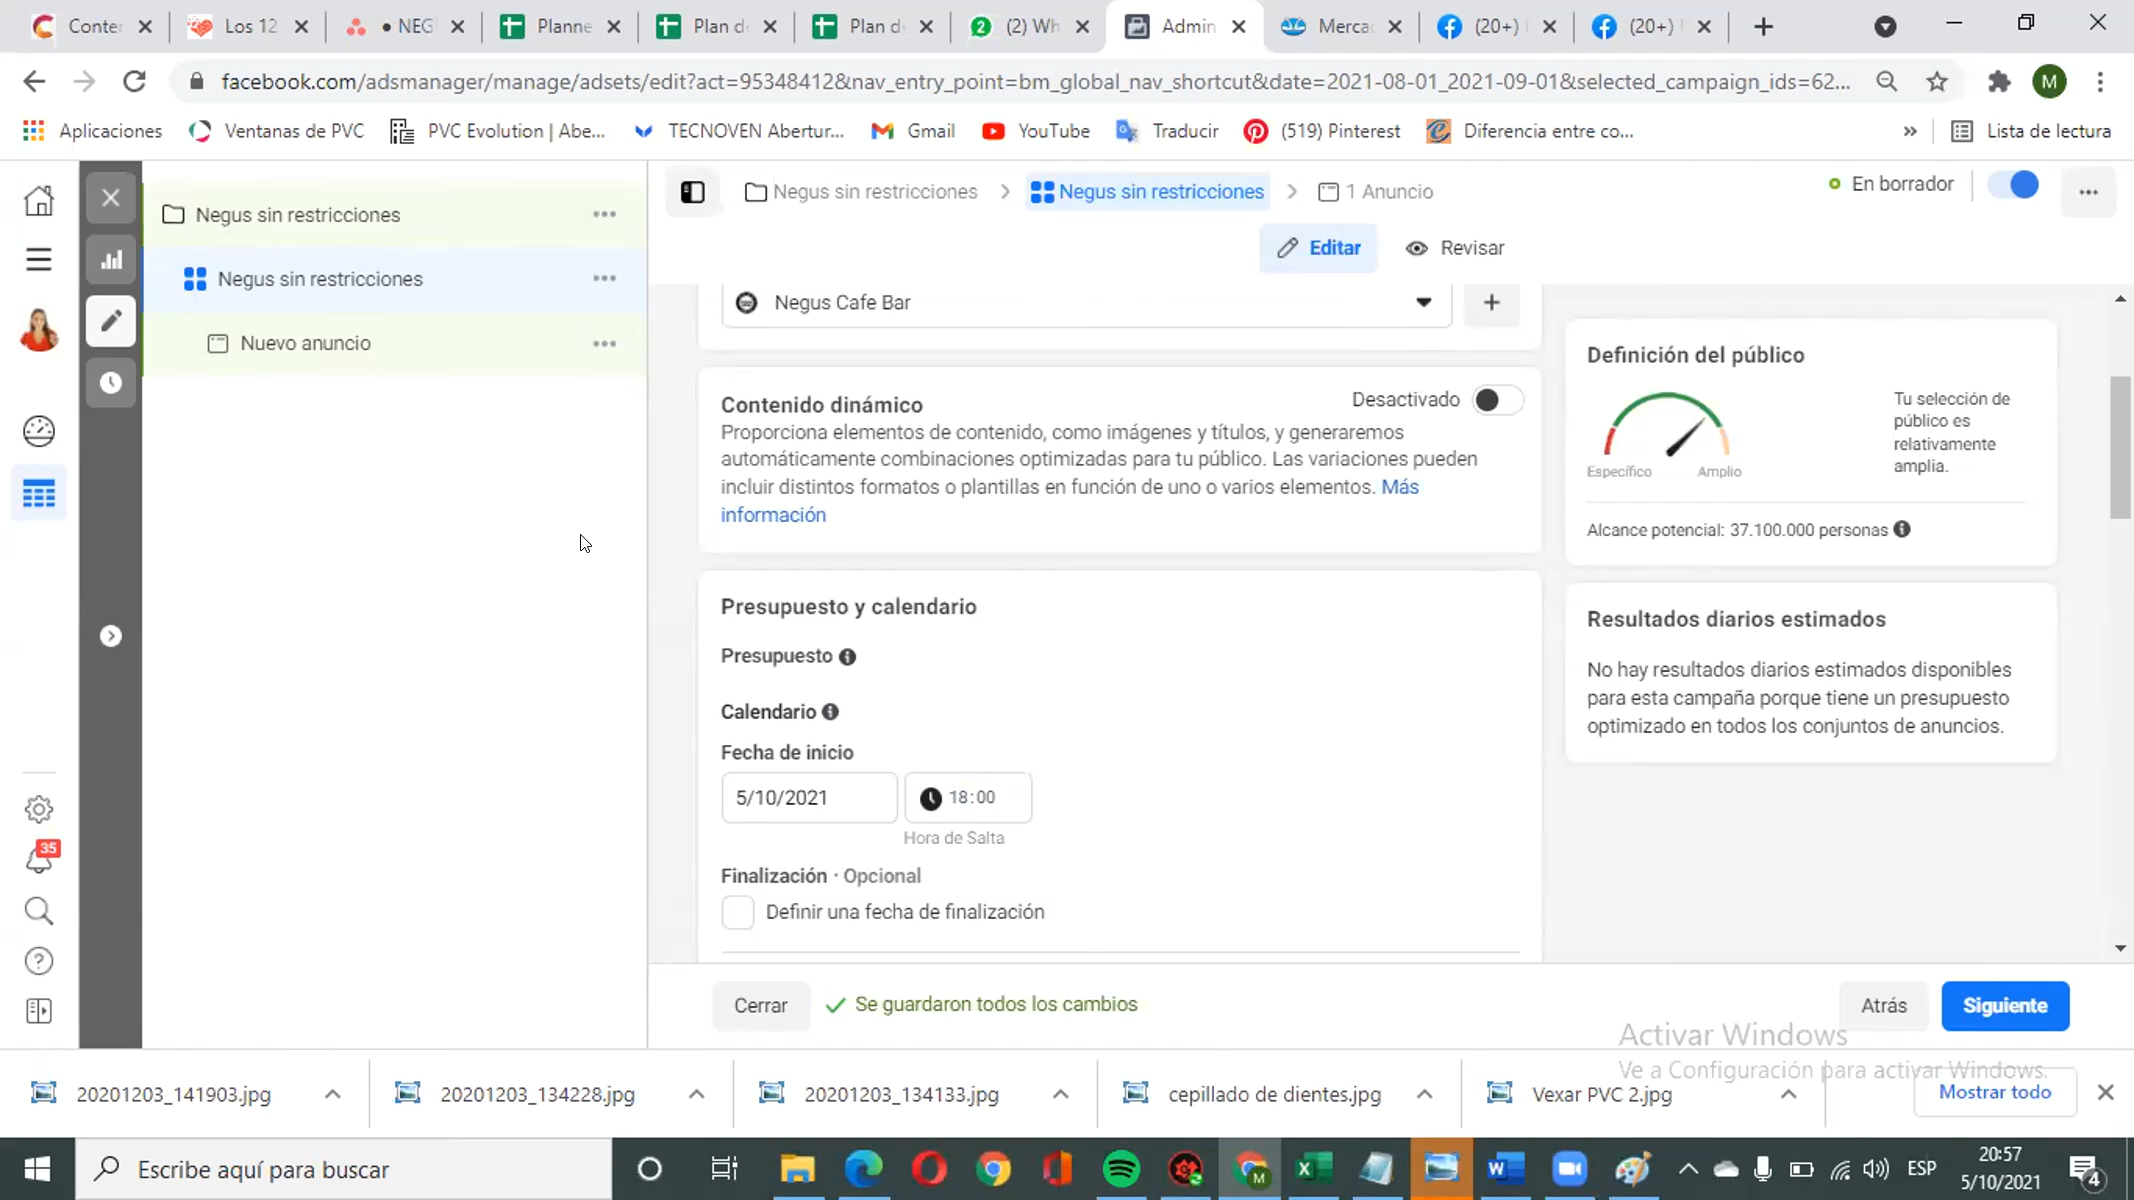 Conter
Los 12
• NEG
Planne
Plan d
Plan d
(2) Wh
Admin
Merca
(20+)
(20+)
facebook.com/adsmanager/manage/adsets/edit?act=95348412&nav_entry_point=bm_global_nav_shortcut&date=2021-08-01_2021-09-01&selected_campaign_ids=62...
M
Aplicaciones
Ventanas de PVC
PVC Evolution | Abe...
TECNOVEN Abertur...
Gmail
YouTube
Traducir
(519) Pinterest
Diferencia entre co...
»
Lista de lectura
Negus sin restricciones
Negus sin restricciones
Nuevo anuncio
Negus sin restricciones
Negus sin restricciones
1 Anuncio
En borrador
Editar
Revisar
Negus Cafe Bar
Contenido dinámico
Desactivado
Proporciona elementos de contenido, como imágenes y títulos, y generaremos
automáticamente combinaciones optimizadas para tu público. Las variaciones pueden
incluir distintos formatos o plantillas en función de uno o varios elementos. Más
información
Presupuesto y calendario
Presupuesto
Calendario
Fecha de inicio
5/10/2021
18:00
Hora de Salta
Finalización · Opcional
Definir una fecha de finalización
Definición del público
Específico
Amplio
Tu selección de
público es
relativamente
amplia.
Alcance potencial: 37.100.000 personas
Resultados diarios estimados
No hay resultados diarios estimados disponibles
para esta campaña porque tiene un presupuesto
optimizado en todos los conjuntos de anuncios.
35
Cerrar
Se guardaron todos los cambios
Atrás
Siguiente
Activar Windows
Ve a Configuración para activar Windows.
20201203_141903.jpg
20201203_134228.jpg
20201203_134133.jpg
cepillado de dientes.jpg
Vexar PVC 2.jpg
Mostrar todo
Escribe aquí para buscar
ESP
20:57
5/10/2021
4